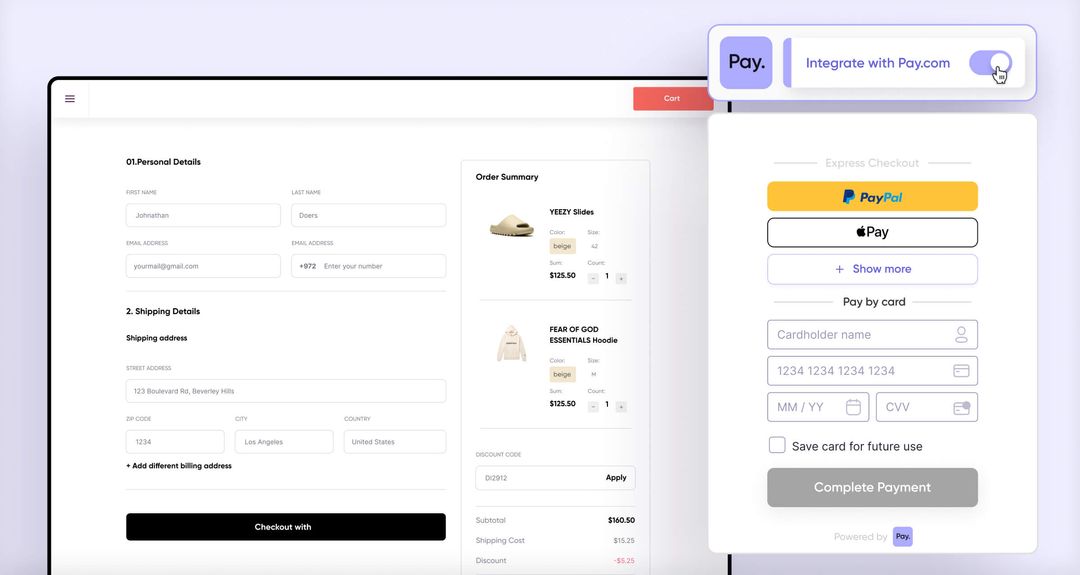 Pay.
Integrate with Pay.com
Cart
01.Personal Details
FIRST NAME
LAST NAME
Johnathan
Doers
EMAIL ADDRESS
EMAIL ADDRESS
yourmail@gmail.com
+972 Enter your number
2. Shipping Details
Shipping address
STREET ADDRESS
123 Boulevard Rd, Beverley Hills
ZIP CODE
CITY
COUNTRY
1234
Los Angeles
United States
+ Add different billing address
Checkout with
Order Summary
YEEZY Slides
Color:
Size:
beige
42
Sum:
Count:
$125.50
− 1 +
FEAR OF GOD
ESSENTIALS Hoodie
Color:
Size:
beige
M
Sum:
Count:
$125.50
− 1 +
DISCOUNT CODE
DI2912
Apply
Subtotal
$160.50
Shipping Cost
$15.25
Discount
-$5.25
Express Checkout
PayPal
Pay
+ Show more
Pay by card
Cardholder name
1234 1234 1234 1234
MM / YY
CVV
Save card for future use
Complete Payment
Powered by Pay.